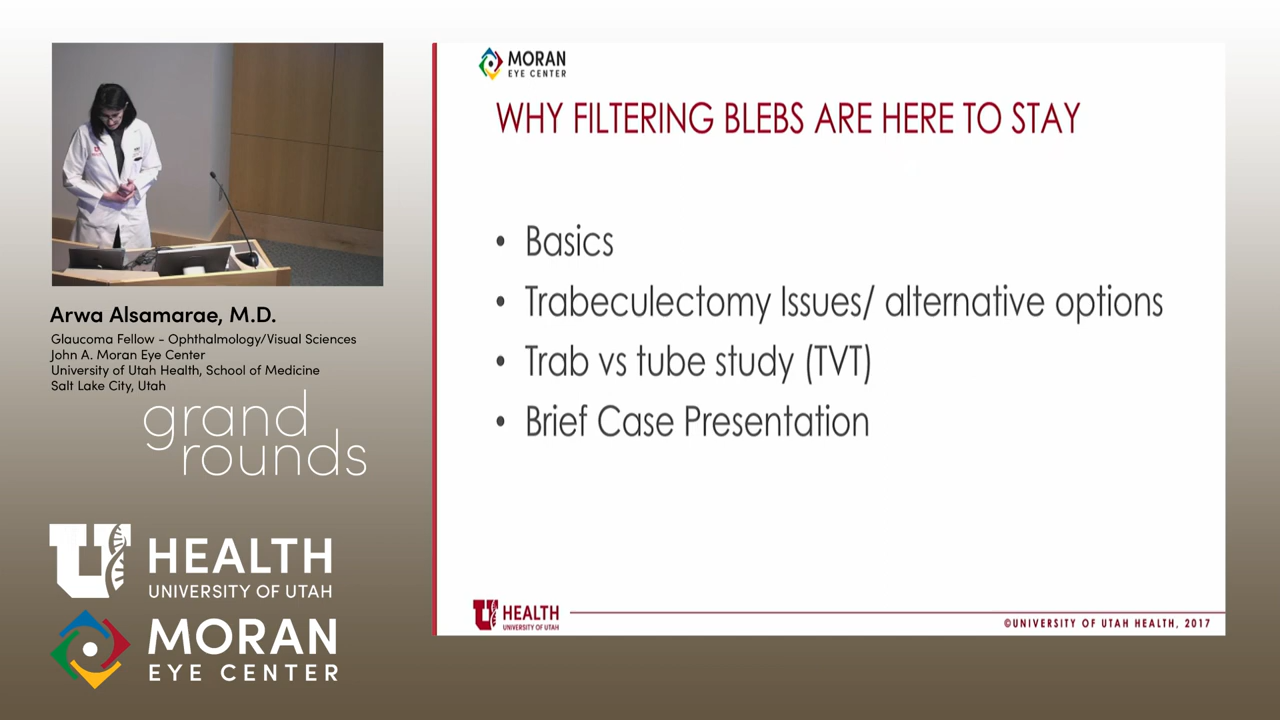 Arwa Alsamarae, M.D.
Glaucoma Fellow - Ophthalmology/Visual Sciences
John A. Moran Eye Center
University of Utah Health, School of Medicine
Salt Lake City, Utah
grand
rounds
U HEALTH
UNIVERSITY OF UTAH
MORAN
EYE CENTER
MORAN
EYE CENTER
WHY FILTERING BLEBS ARE HERE TO STAY
• Basics
• Trabeculectomy Issues/ alternative options
• Trab vs tube study (TVT)
• Brief Case Presentation
U HEALTH
UNIVERSITY OF UTAH
©UNIVERSITY OF UTAH HEALTH, 2017